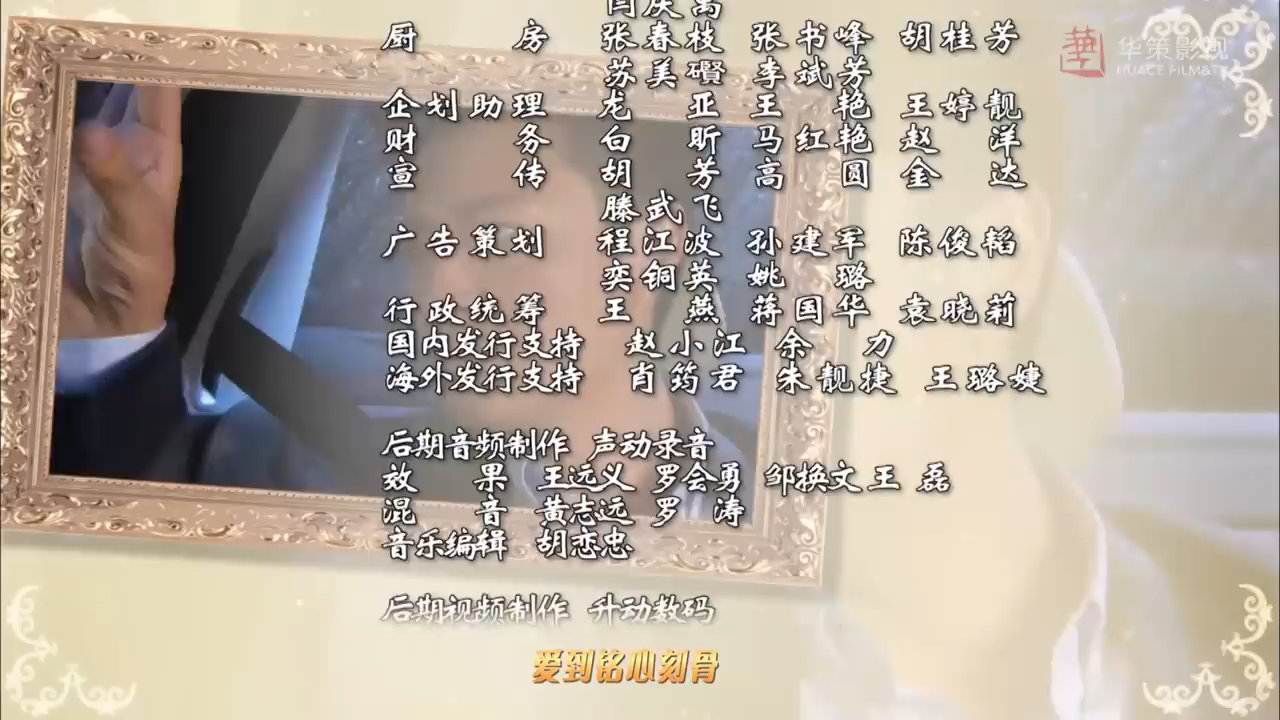 厨房 张春枝 张书峰 胡桂芳
苏美礥 李斌芳
企划助理 龙亚 王艳 王婷靓
财务 白昕 马红艳 赵洋
宣传 胡芳 高圆 金达
滕武飞
广告策划 程江波 孙建军 陈俊韬
奕铜英 姚璐
行政统筹 王燕 蒋国华 袁晓莉
国内发行支持 赵小江 余力
海外发行支持 肖筠君 朱靓捷 王璐婕
后期音频制作 声动录音
效果 王远义 罗会勇 邹换文 王磊
混音 黄志远 罗涛
音乐编辑 胡恋忠
后期视频制作 升动数码
爱到铭心刻骨
华策影视
HUACE FILM&TV